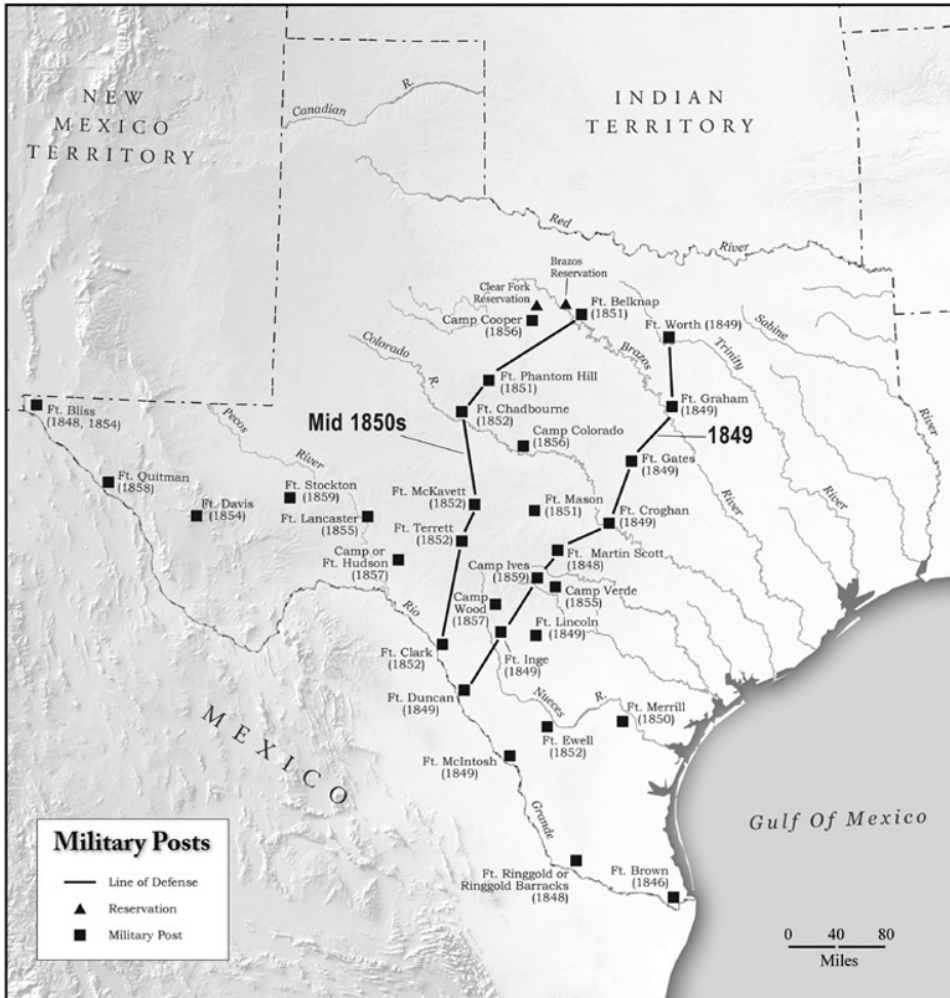 NEW
MEXICO
TERRITORY
INDIAN
TERRITORY
Canadian
R.
Red
River
Brazos
Reservation
Clear Fork
Reservation
Camp Cooper
(1856)
Ft. Belknap
(1851)
Ft. Worth (1849)
Sabine
River
Trinity
River
Brazos
River
Colorado
R.
Ft. Phantom Hill
(1851)
Ft. Chadbourne
(1852)
Ft. Graham
(1849)
Mid 1850s
1849
Camp Colorado
(1856)
Ft. Gates
(1849)
Ft. Bliss
(1848, 1854)
Pecos
River
Ft. Quitman
(1858)
Ft. Davis
(1854)
Ft. Stockton
(1859)
Ft. Lancaster
(1855)
Ft. McKavett
(1852)
Ft. Mason
(1851)
Ft. Croghan
(1849)
Ft. Terrett
(1852)
Camp or
Ft. Hudson
(1857)
Ft. Martin Scott
(1848)
Camp Ives
(1859)
Camp Verde
(1855)
Camp
Wood
(1857)
Rio
Ft. Lincoln
(1849)
Ft. Clark
(1852)
Ft. Inge
(1849)
Ft. Duncan
(1849)
Nueces
R.
Ft. Merrill
(1850)
Ft. Ewell
(1852)
MEXICO
Ft. McIntosh
(1849)
Grande
Gulf Of Mexico
Ft. Ringgold or
Ringgold Barracks
(1848)
Ft. Brown
(1846)
Military Posts
Line of Defense
Reservation
Military Post
0 40 80
Miles